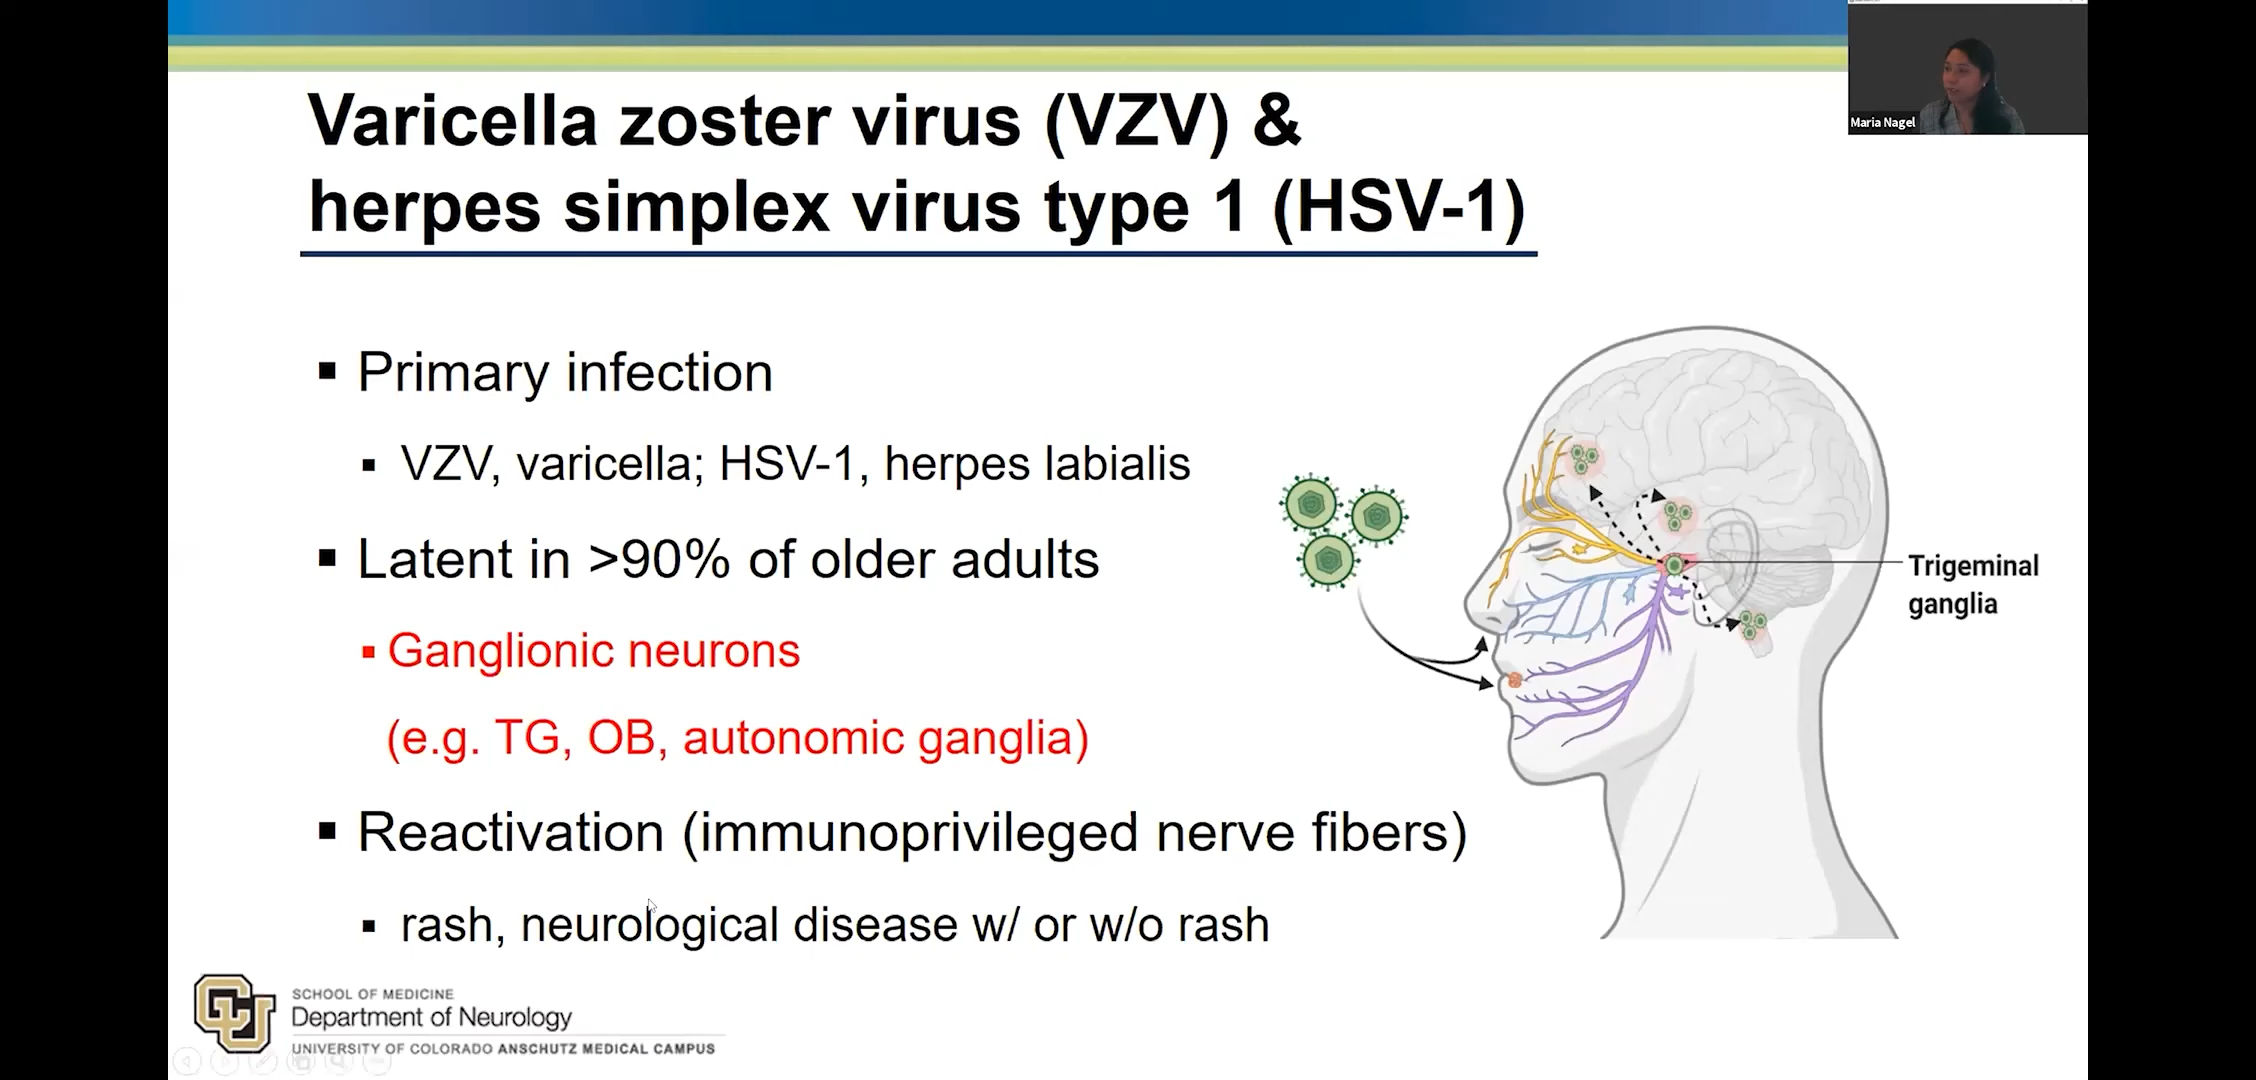 Varicella zoster virus (VZV) &
herpes simplex virus type 1 (HSV-1)
Maria Nagel
▪ Primary infection
▪ VZV, varicella; HSV-1, herpes labialis
▪ Latent in >90% of older adults
▪ Ganglionic neurons
(e.g. TG, OB, autonomic ganglia)
▪ Reactivation (immunoprivileged nerve fibers)
▪ rash, neurological disease w/ or w/o rash
Trigeminal
ganglia
CU
SCHOOL OF MEDICINE
Department of Neurology
UNIVERSITY OF COLORADO ANSCHUTZ MEDICAL CAMPUS